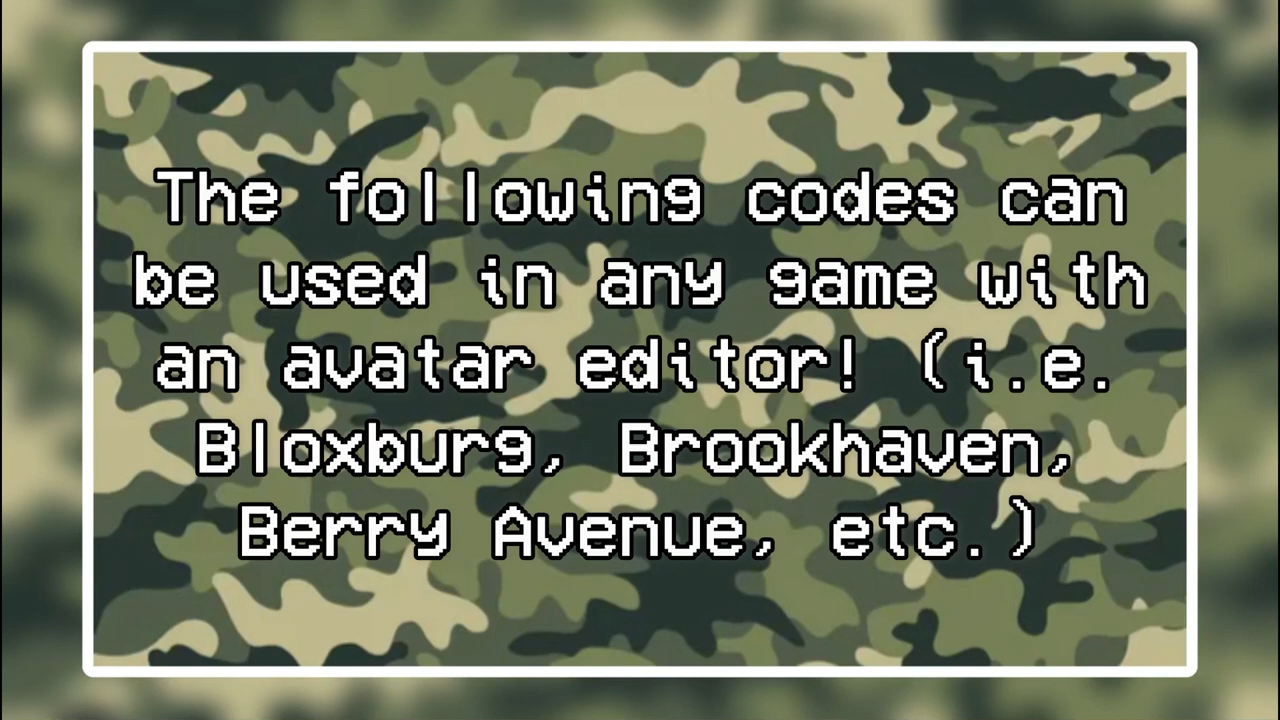 The following codes can
be used in any game with
an avatar editor! (i.e.
Bloxburg, Brookhaven,
Berry Avenue, etc.)